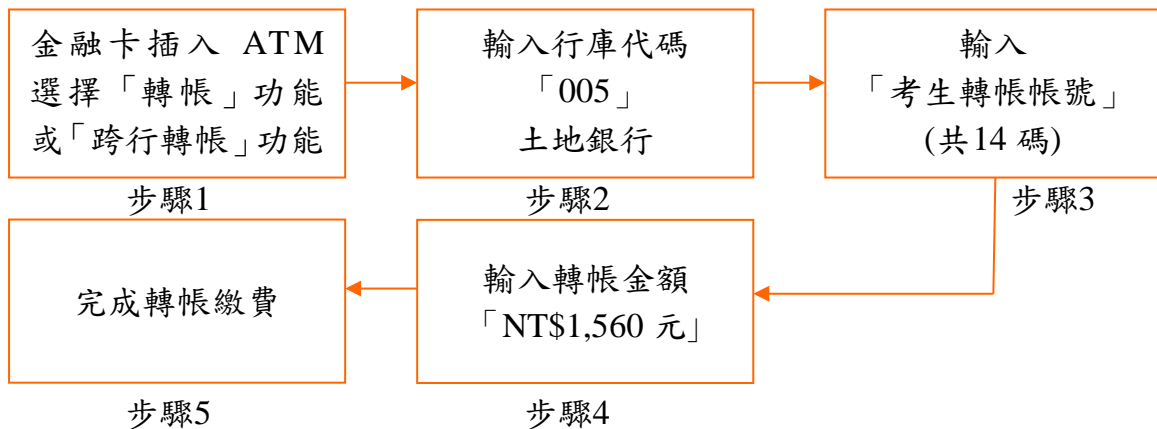 金融卡插入 ATM
選擇「轉帳」功能
或「跨行轉帳」功能
步驟1
輸入行庫代碼
「005」
土地銀行
步驟2
輸入
「考生轉帳帳號」
(共14 碼)
步驟3
輸入轉帳金額
「NT$1,560 元」
步驟4
完成轉帳繳費
步驟5